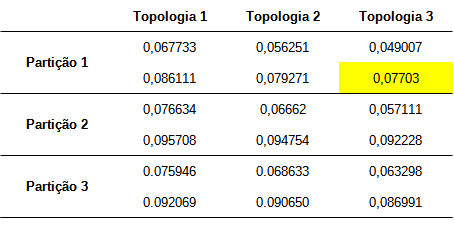 Topologia 1 Topologia 2 Topologia 3
Partição 1
0,067733 0,056251 0,049007
0,086111 0,079271 0,07703
Partição 2
0,076634 0,06662 0,057111
0,095708 0,094754 0,092228
Partição 3
0.075946 0.068633 0,063298
0.092069 0.090650 0,086991